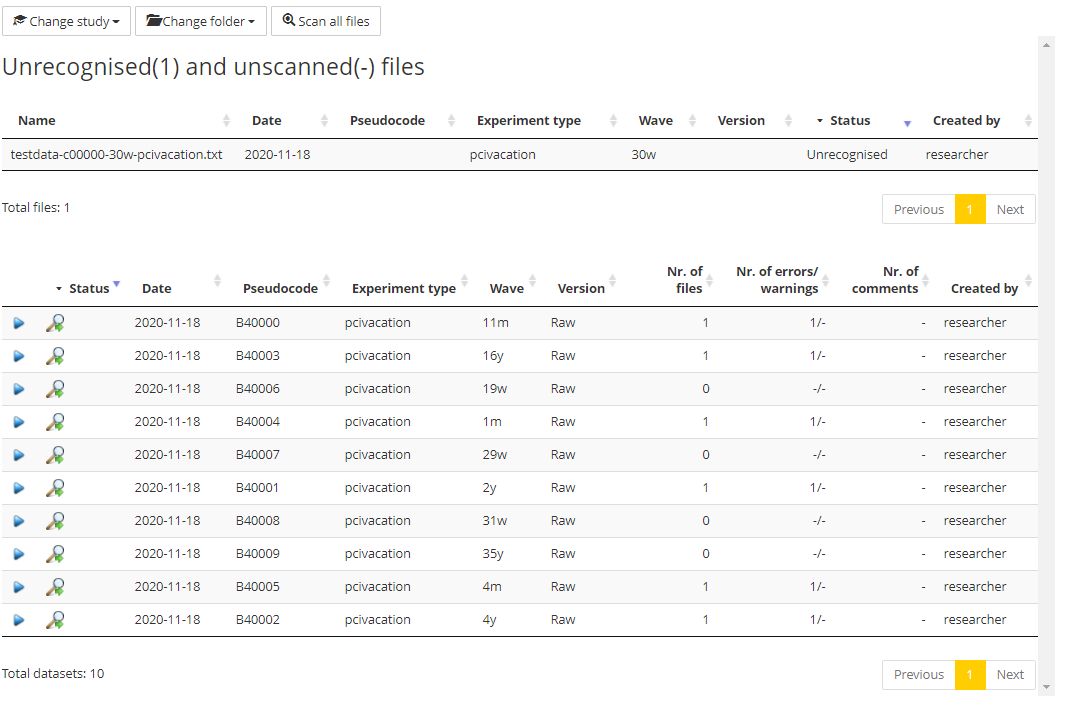 Change study Change folder Scan all files
Unrecognised(1) and unscanned(-) files
Name Date Pseudocode Experiment type Wave Version Status Created by
testdata-c00000-30w-pcivacation.txt 2020-11-18 pcivacation 30w Unrecognised researcher
Total files: 1 Previous 1 Next
Status Date Pseudocode Experiment type Wave Version Nr. of files Nr. of errors/ warnings Nr. of comments Created by
2020-11-18 B40000 pcivacation 11m Raw 1 1/- - researcher
2020-11-18 B40003 pcivacation 16y Raw 1 1/- - researcher
2020-11-18 B40006 pcivacation 19w Raw 0 -/- - researcher
2020-11-18 B40004 pcivacation 1m Raw 1 1/- - researcher
2020-11-18 B40007 pcivacation 29w Raw 0 -/- - researcher
2020-11-18 B40001 pcivacation 2y Raw 1 1/- - researcher
2020-11-18 B40008 pcivacation 31w Raw 0 -/- - researcher
2020-11-18 B40009 pcivacation 35y Raw 0 -/- - researcher
2020-11-18 B40005 pcivacation 4m Raw 1 1/- - researcher
2020-11-18 B40002 pcivacation 4y Raw 1 1/- - researcher
Total datasets: 10 Previous 1 Next